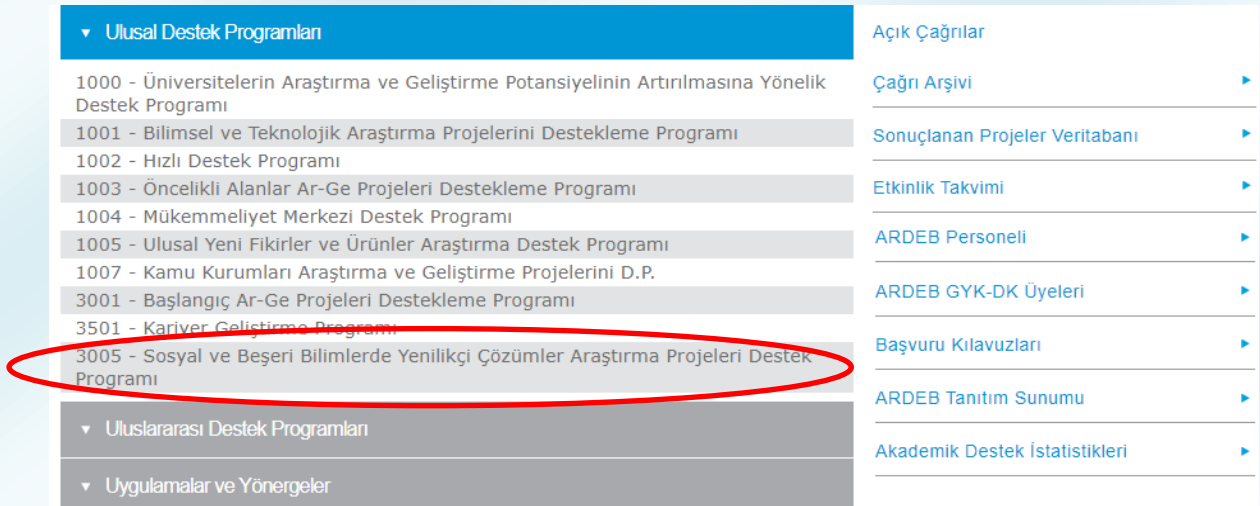 Ulusal Destek Programları
1000 - Üniversitelerin Araştırma ve Geliştirme Potansiyelinin Artırılmasına Yönelik
Destek Programı
1001 - Bilimsel ve Teknolojik Araştırma Projelerini Destekleme Programı
1002 - Hızlı Destek Programı
1003 - Öncelikli Alanlar Ar-Ge Projeleri Destekleme Programı
1004 - Mükemmeliyet Merkezi Destek Programı
1005 - Ulusal Yeni Fikirler ve Ürünler Araştırma Destek Programı
1007 - Kamu Kurumları Araştırma ve Geliştirme Projelerini D.P.
3001 - Başlangıç Ar-Ge Projeleri Destekleme Programı
3501 - Kariyer Geliştirme Programı
3005 - Sosyal ve Beşeri Bilimlerde Yenilikçi Çözümler Araştırma Projeleri Destek
Programı
Uluslararası Destek Programları
Uygulamalar ve Yönergeler
Açık Çağrılar
Çağrı Arşivi
Sonuçlanan Projeler Veritabanı
Etkinlik Takvimi
ARDEB Personeli
ARDEB GYK-DK Üyeleri
Başvuru Kılavuzları
ARDEB Tanıtım Sunumu
Akademik Destek İstatistikleri